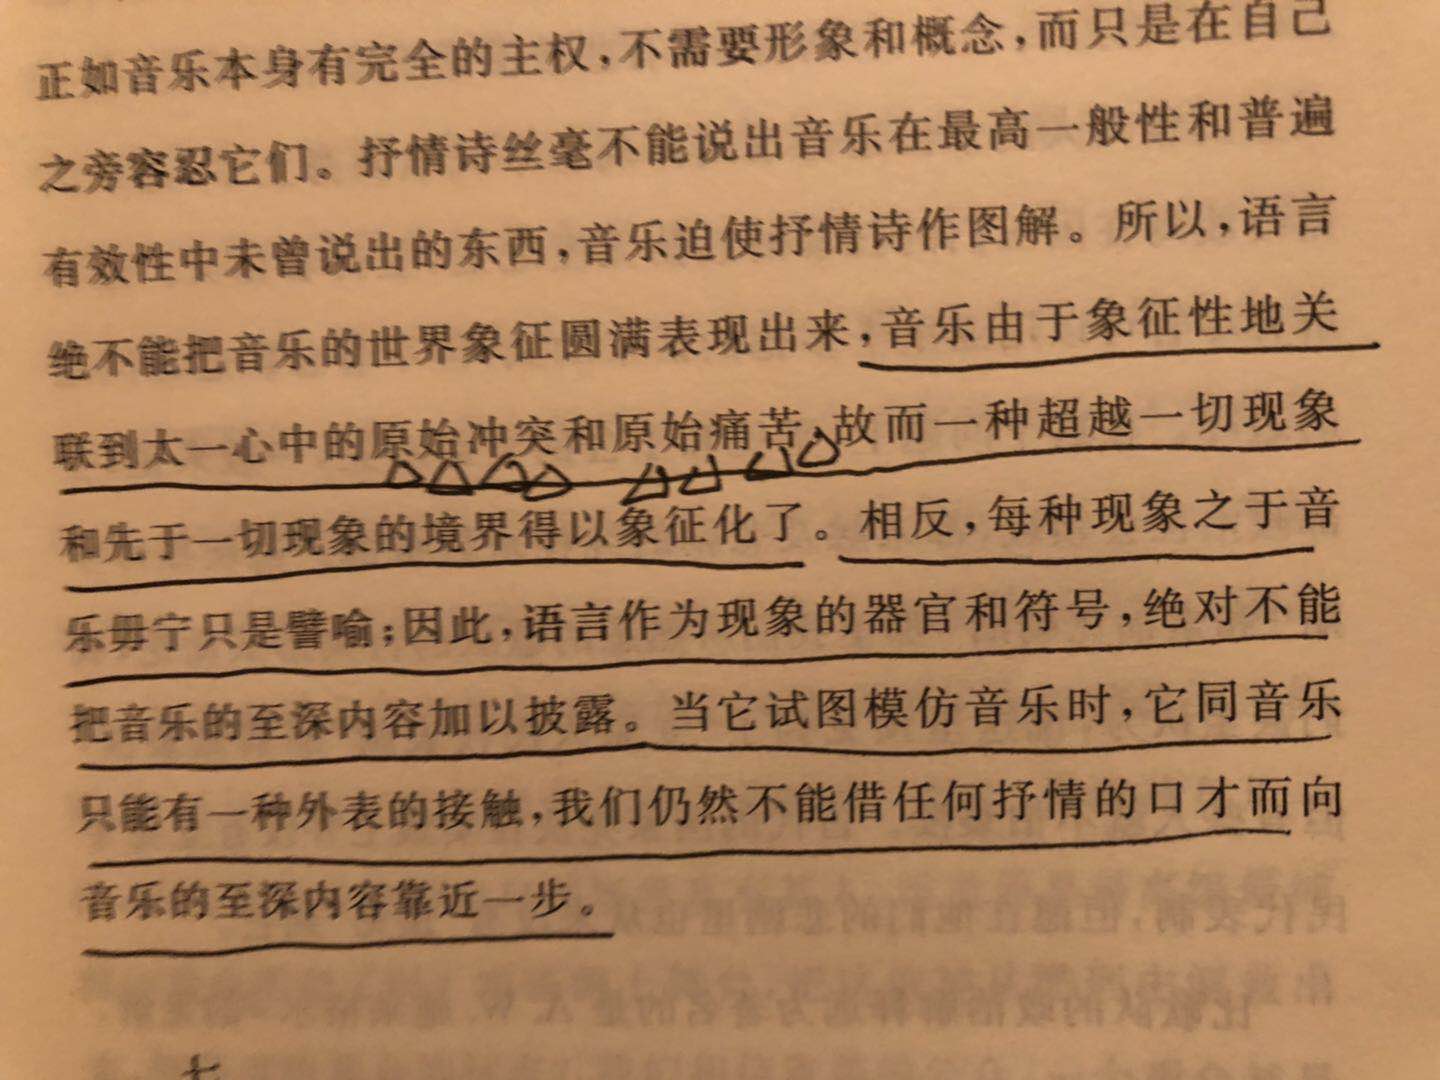 正如音乐本身有完全的主权，不需要形象和概念，而只是在自己
之旁容忍它们。抒情诗丝毫不能说出音乐在最高一般性和普遍
有效性中未曾说出的东西，音乐迫使抒情诗作图解。所以，语言
绝不能把音乐的世界象征圆满表现出来，音乐由于象征性地关
联到太一心中的原始冲突和原始痛苦，故而一种超越一切现象
和先于一切现象的境界得以象征化了。相反，每种现象之于音
乐毋宁只是譬喻；因此，语言作为现象的器官和符号，绝对不能
把音乐的至深内容加以披露。当它试图模仿音乐时，它同音乐
只能有一种外表的接触，我们仍然不能借任何抒情的口才而向
音乐的至深内容靠近一步。
七